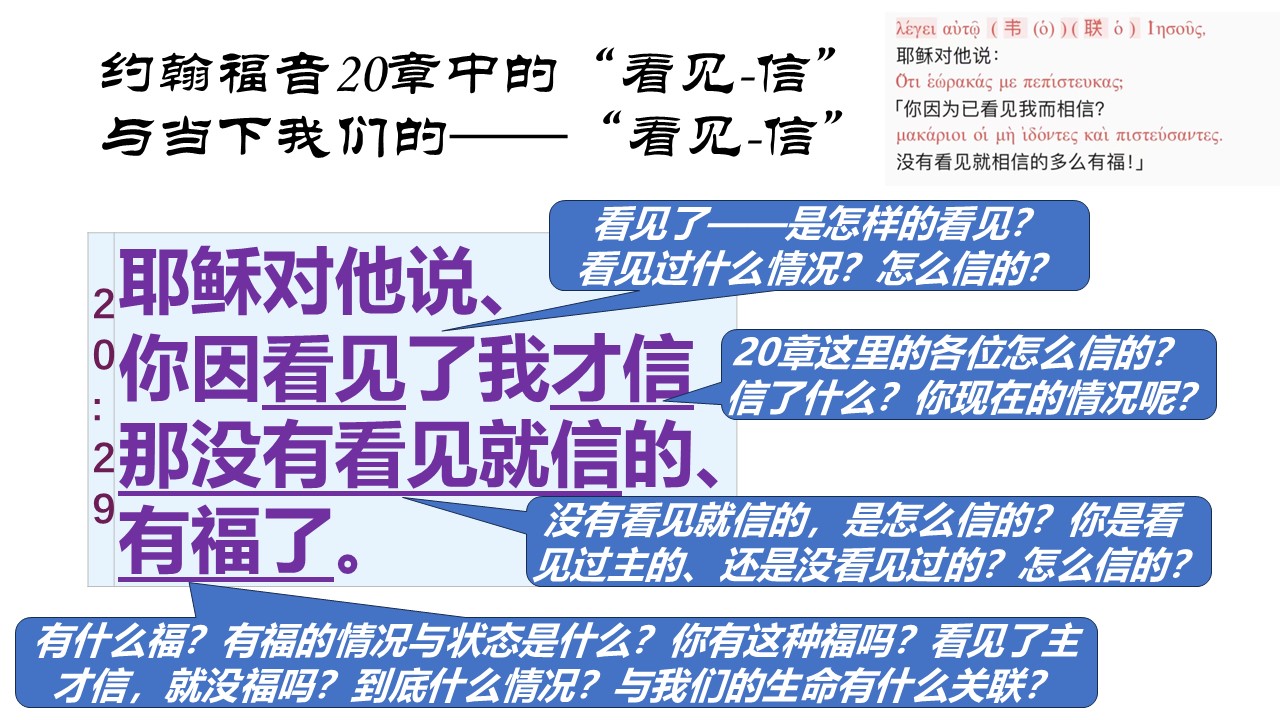 约翰福音20章中的“看见-信”
与当下我们的——“看见-信”
λέγει αὐτῷ (韦(ὁ))(联ὁ) Ἰησοῦς,
耶稣对他说:
Ὅτι ἑώρακάς με πεπίστευκας;
「你因为已看见我而相信?
μακάριοι οἱ μὴ ἰδόντες καὶ πιστεύσαντες.
没有看见就相信的多么有福!」
看见了——是怎样的看见?
看见过什么情况?怎么信的?
20:29
耶稣对他说、
你因看见了我才信
那没有看见就信的、
有福了。
20章这里的各位怎么信的?
信了什么?你现在的情况呢?
没有看见就信的,是怎么信的?你是看
见过主的、还是没看见过的?怎么信的?
有什么福?有福的情况与状态是什么?你有这种福吗?看见了主
才信,就没福吗?到底什么情况?与我们的生命有什么关联?